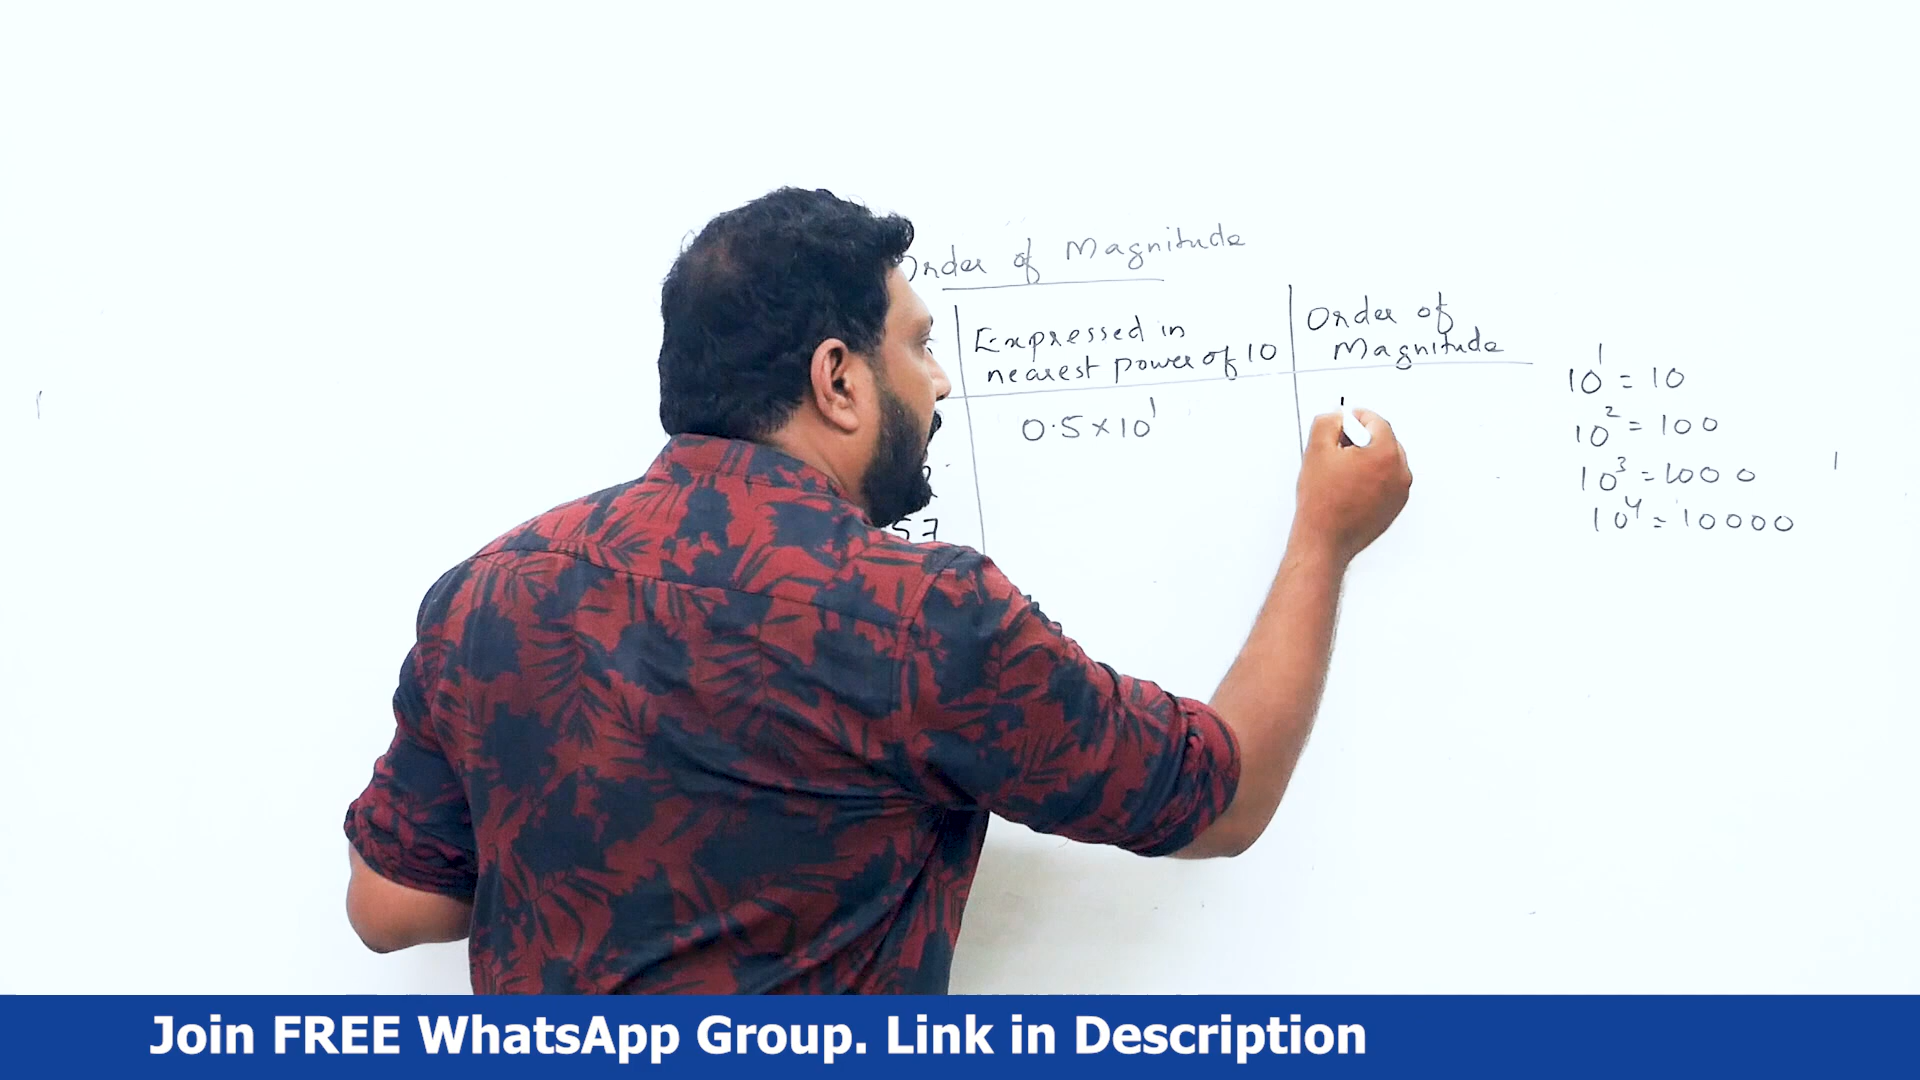 Order of Magnitude
Expressed in
nearest power of 10
Order of
Magnitude
0.5 × 10¹
57
10¹ = 10
10² = 100
10³ = 1000
10⁴ = 10000
Join FREE WhatsApp Group. Link in Description